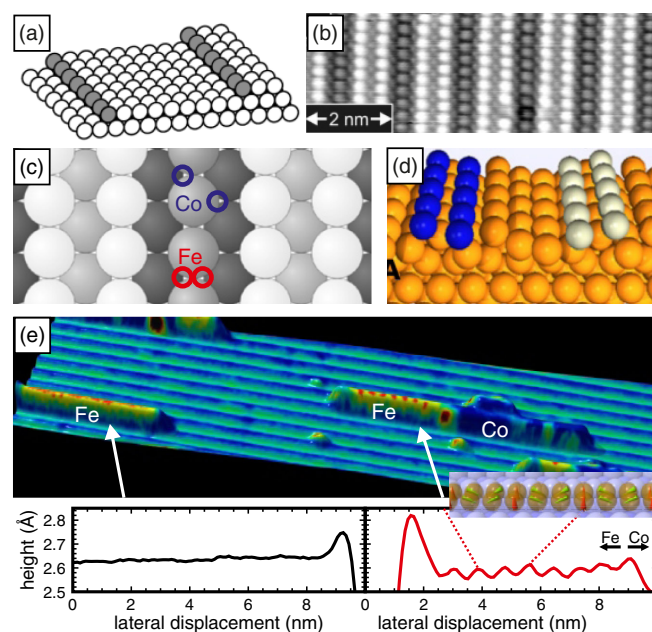 (a)
(b)
2 nm
(c)
Co
Fe
(d)
A
(e)
Fe
Fe
Co
Fe Co
2.8
2.7
2.6
2.5
height (Å)
0 2 4 6 8
lateral displacement (nm)
0 2 4 6 8
lateral displacement (nm)